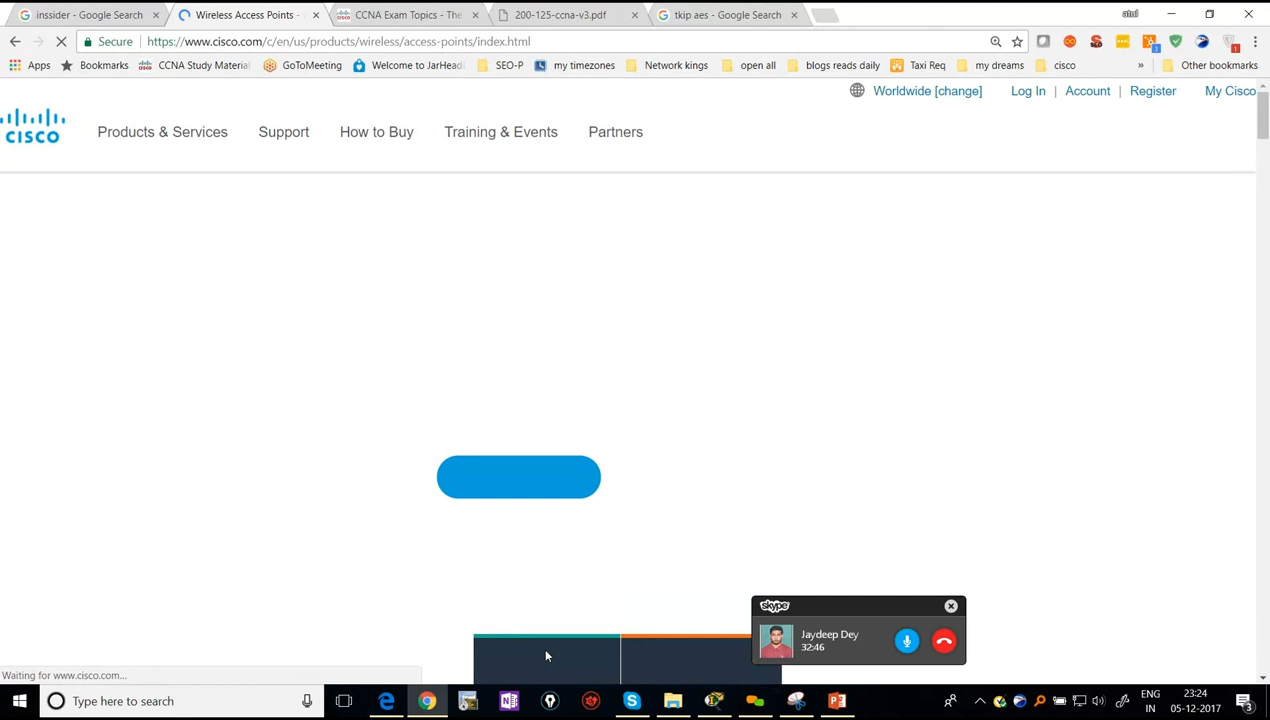 inssider - Google Search
Wireless Access Points -
CCNA Exam Topics - The
200-125-ccna-v3.pdf
tkip aes - Google Search
atul
Secure
https://www.cisco.com/c/en/us/products/wireless/access-points/index.html
Apps
Bookmarks
CCNA Study Material
GoToMeeting
Welcome to JarHead
SEO-P
my timezones
Network kings
open all
blogs reads daily
Taxi Req
my dreams
cisco
»
Other bookmarks
Worldwide [change]
Log In | Account | Register
My Cisco
CISCO
Products & Services
Support
How to Buy
Training & Events
Partners
skype
Jaydeep Dey
32:46
Waiting for www.cisco.com...
Type here to search
ENG
IN
23:24
05-12-2017
3